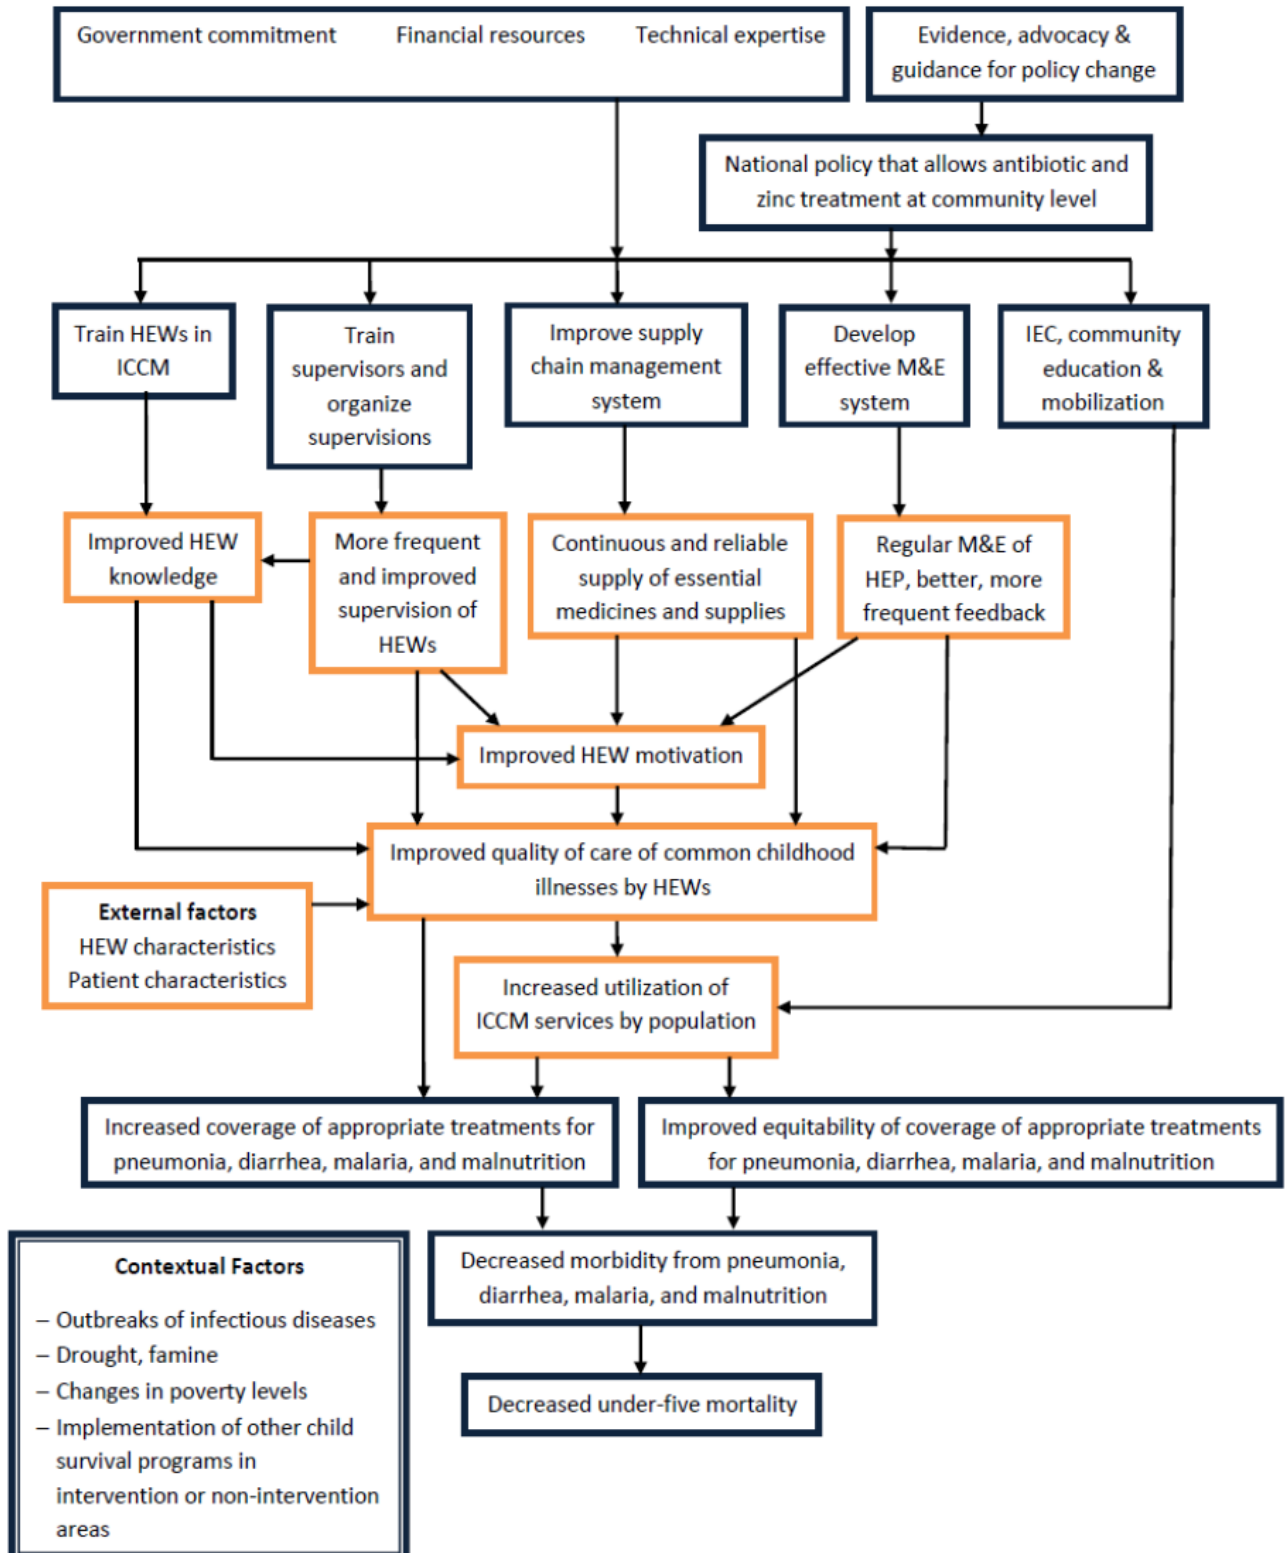 Government commitment Financial resources Technical expertise
Evidence, advocacy &
guidance for policy change
National policy that allows antibiotic and
zinc treatment at community level
Train HEWs in
ICCM
Train
supervisors and
organize
supervisions
Improve supply
chain management
system
Develop
effective M&E
system
IEC, community
education &
mobilization
Improved HEW
knowledge
More frequent
and improved
supervision of
HEWs
Continuous and reliable
supply of essential
medicines and supplies
Regular M&E of
HEP, better, more
frequent feedback
Improved HEW motivation
Improved quality of care of common childhood
illnesses by HEWs
External factors
HEW characteristics
Patient characteristics
Increased utilization of
ICCM services by population
Increased coverage of appropriate treatments for
pneumonia, diarrhea, malaria, and malnutrition
Improved equitability of coverage of appropriate treatments
for pneumonia, diarrhea, malaria, and malnutrition
Decreased morbidity from pneumonia,
diarrhea, malaria, and malnutrition
Decreased under-five mortality
Contextual Factors
– Outbreaks of infectious diseases
– Drought, famine
– Changes in poverty levels
– Implementation of other child
survival programs in
intervention or non-intervention
areas